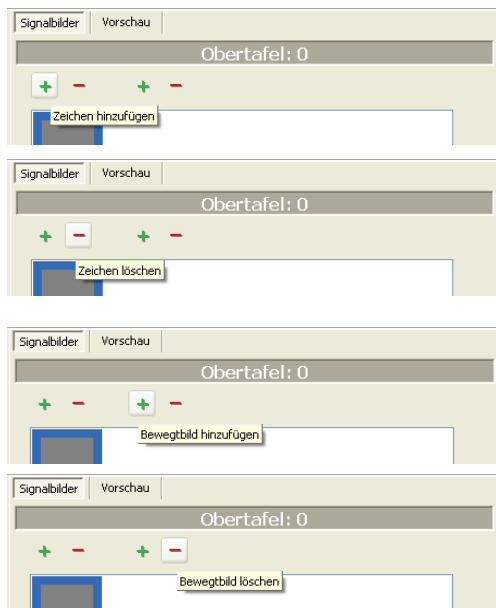 Signalbilder Vorschau
Obertafel: 0
Zeichen hinzufügen
Signalbilder Vorschau
Obertafel: 0
Zeichen löschen
Signalbilder Vorschau
Obertafel: 0
Bewegtbild hinzufügen
Signalbilder Vorschau
Obertafel: 0
Bewegtbild löschen